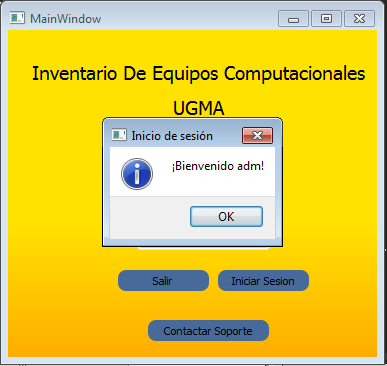 MainWindow
Inventario De Equipos Computacionales
UGMA
Inicio de sesión
¡Bienvenido adm!
OK
Salir
Iniciar Sesion
Contactar Soporte